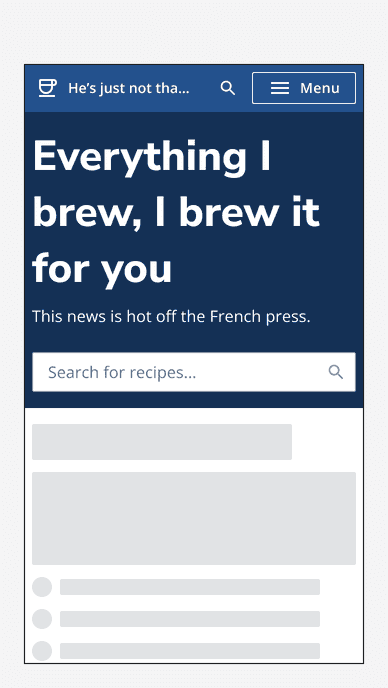 He's just not tha...
Menu
Everything I
brew, I brew it
for you
This news is hot off the French press.
Search for recipes...